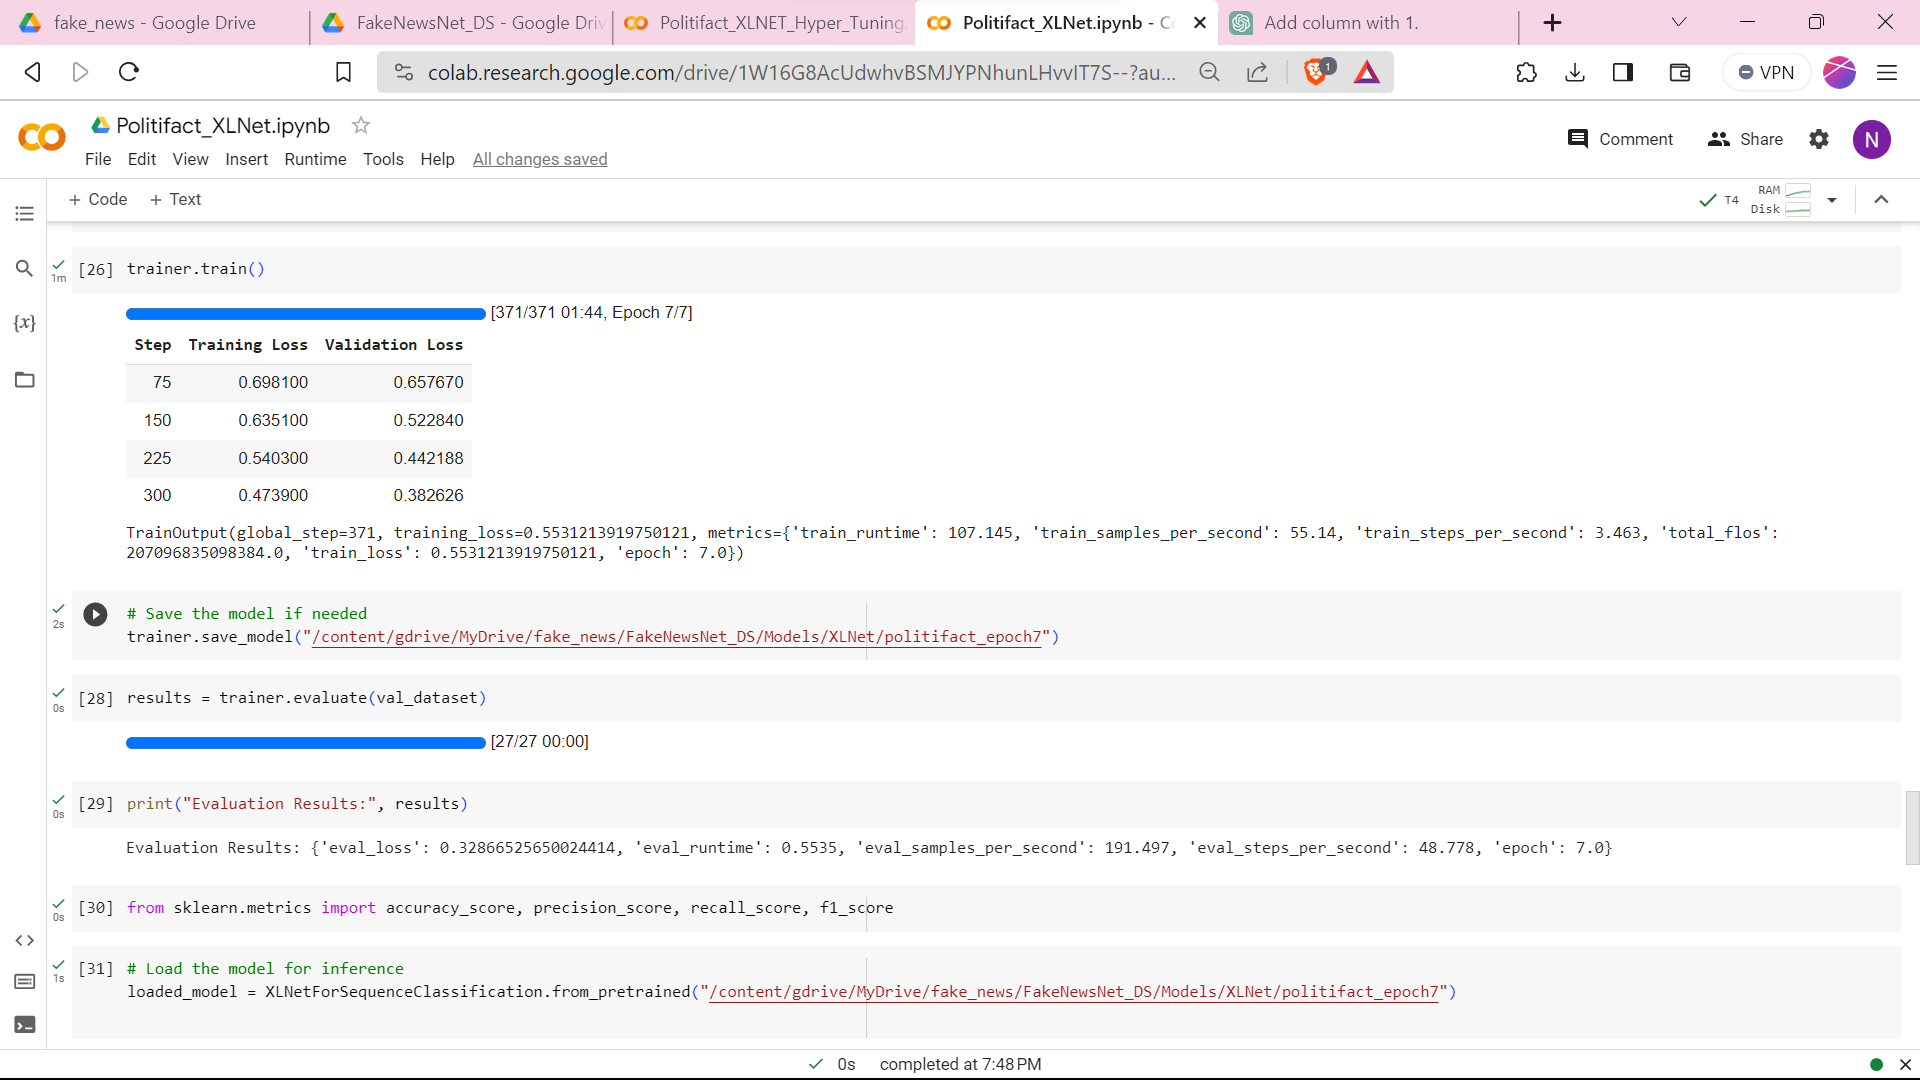 fake_news - Google Drive
FakeNewsNet_DS - Google Driv
Politifact_XLNET_Hyper_Tuning.
Politifact_XLNet.ipynb - Co
Add column with 1.
colab.research.google.com/drive/1W16G8AcUdwhvBSMJYPNhunLHvvIT7S--?au...
1
VPN
Politifact_XLNet.ipynb
File Edit View Insert Runtime Tools Help All changes saved
Comment
Share
N
+ Code + Text
T4
RAM
Disk
{x}
1m
[26] trainer.train()
[371/371 01:44, Epoch 7/7]
Step Training Loss Validation Loss
75 0.698100 0.657670
150 0.635100 0.522840
225 0.540300 0.442188
300 0.473900 0.382626
TrainOutput(global_step=371, training_loss=0.5531213919750121, metrics={'train_runtime': 107.145, 'train_samples_per_second': 55.14, 'train_steps_per_second': 3.463, 'total_flos':
207096835098384.0, 'train_loss': 0.5531213919750121, 'epoch': 7.0})
2s
# Save the model if needed
trainer.save_model("/content/gdrive/MyDrive/fake_news/FakeNewsNet_DS/Models/XLNet/politifact_epoch7")
0s
[28] results = trainer.evaluate(val_dataset)
[27/27 00:00]
0s
[29] print("Evaluation Results:", results)
Evaluation Results: {'eval_loss': 0.32866525650024414, 'eval_runtime': 0.5535, 'eval_samples_per_second': 191.497, 'eval_steps_per_second': 48.778, 'epoch': 7.0}
0s
[30] from sklearn.metrics import accuracy_score, precision_score, recall_score, f1_score
1s
[31] # Load the model for inference
loaded_model = XLNetForSequenceClassification.from_pretrained("/content/gdrive/MyDrive/fake_news/FakeNewsNet_DS/Models/XLNet/politifact_epoch7")
0s completed at 7:48 PM